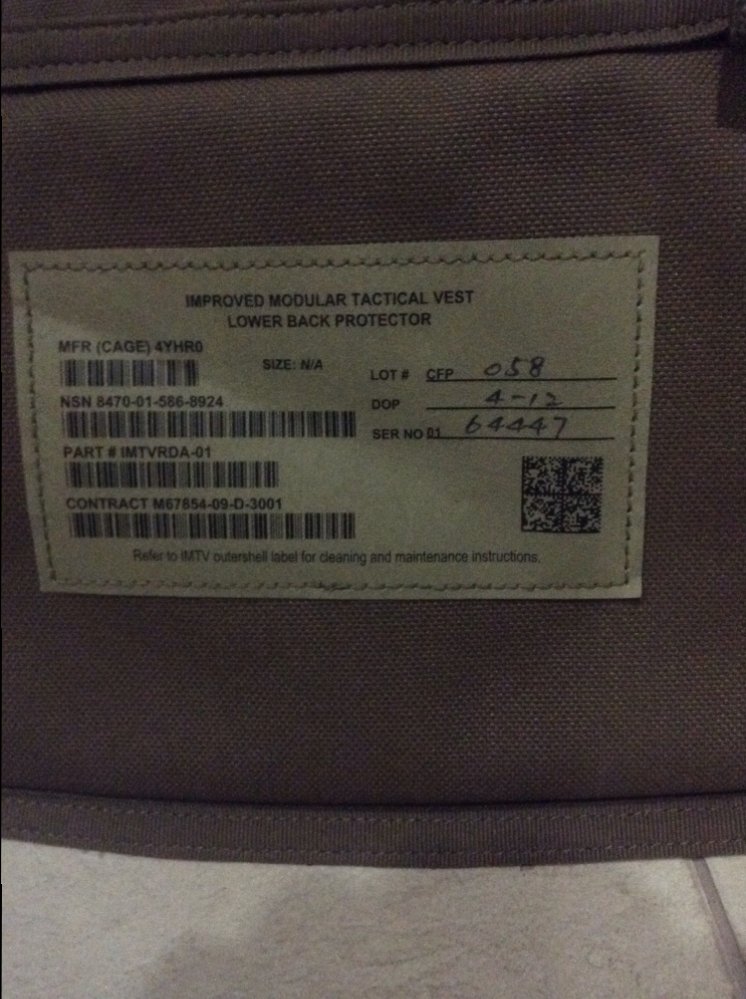 IMPROVED MODULAR TACTICAL VEST
LOWER BACK PROTECTOR
MFR (CAGE) 4YHR0
SIZE: N/A
LOT # CFP 058
NSN 8470-01-586-8924
DOP 4-12
SER NO 01 64447
PART # IMTVRDA-01
CONTRACT M67854-09-D-3001
Refer to IMTV outershell label for cleaning and maintenance instructions.